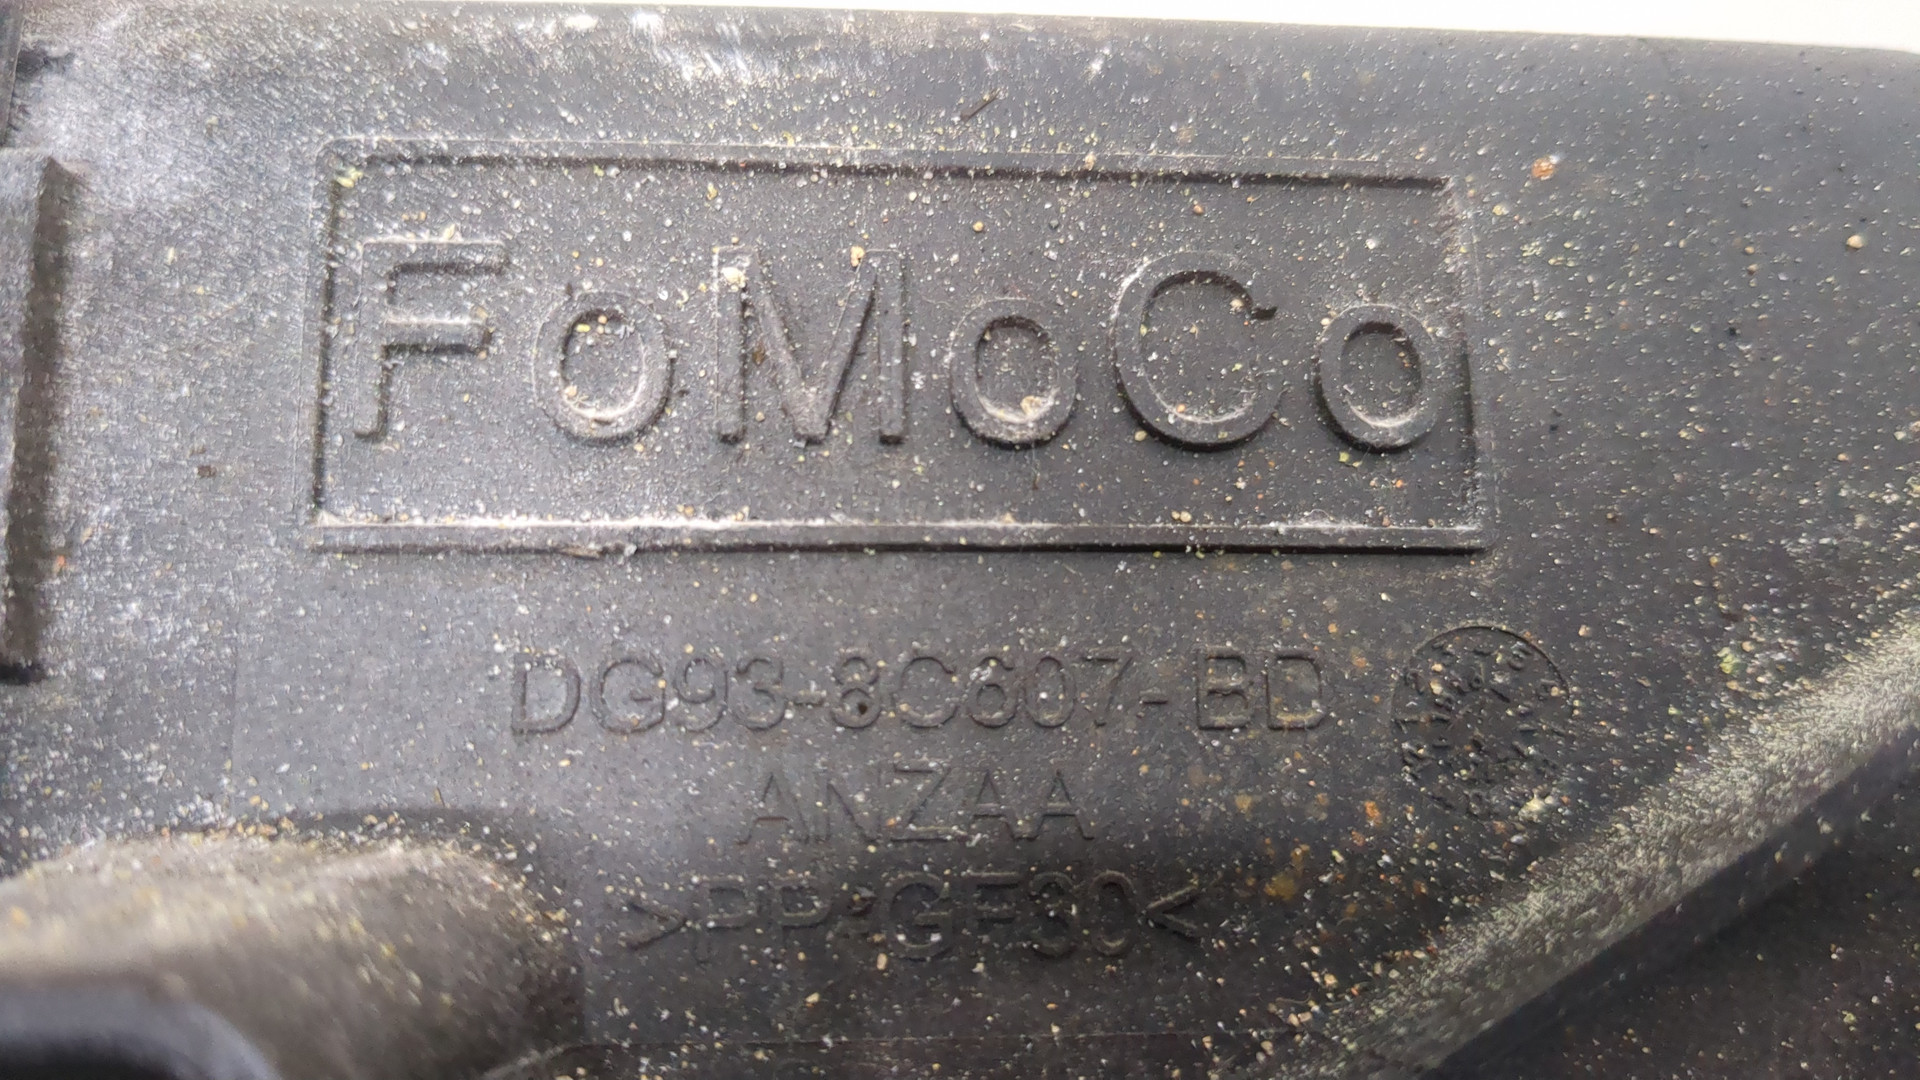 FoMoCo
DG93-8C607-BD
ANZAA
>PP-GF30<